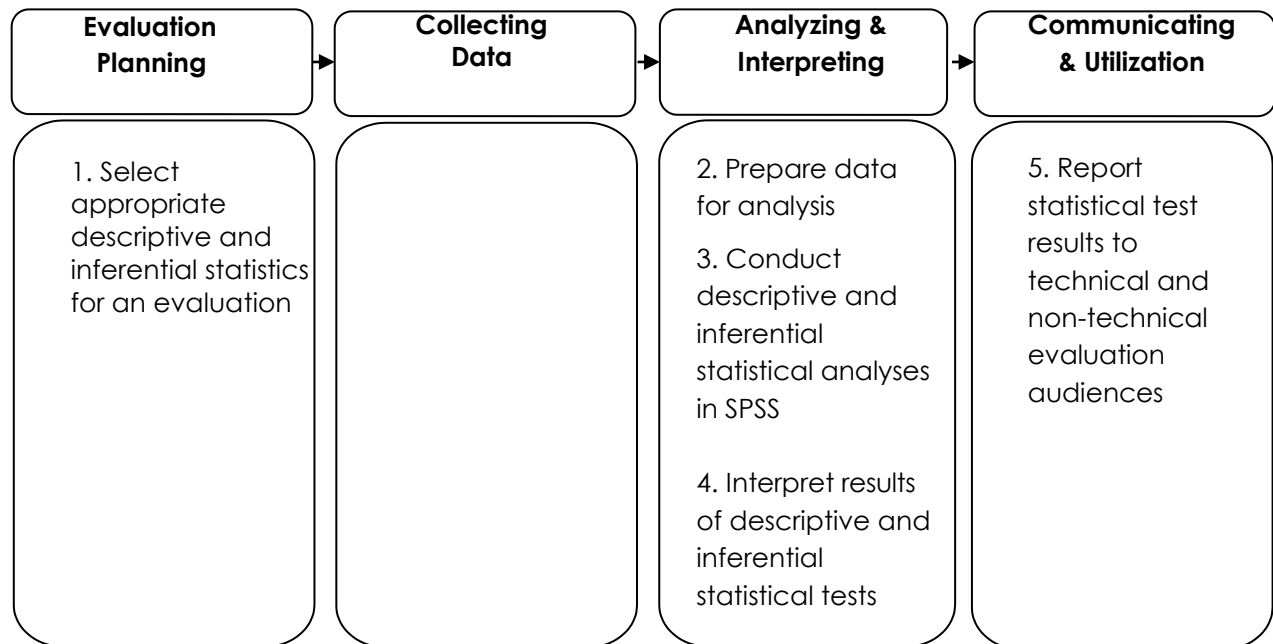 Evaluation
Planning
Collecting
Data
Analyzing &
Interpreting
Communicating
& Utilization
1. Select
appropriate
descriptive and
inferential statistics
for an evaluation
2. Prepare data
for analysis
3. Conduct
descriptive and
inferential
statistical analyses
in SPSS
4. Interpret results
of descriptive and
inferential
statistical tests
5. Report
statistical test
results to
technical and
non-technical
evaluation
audiences